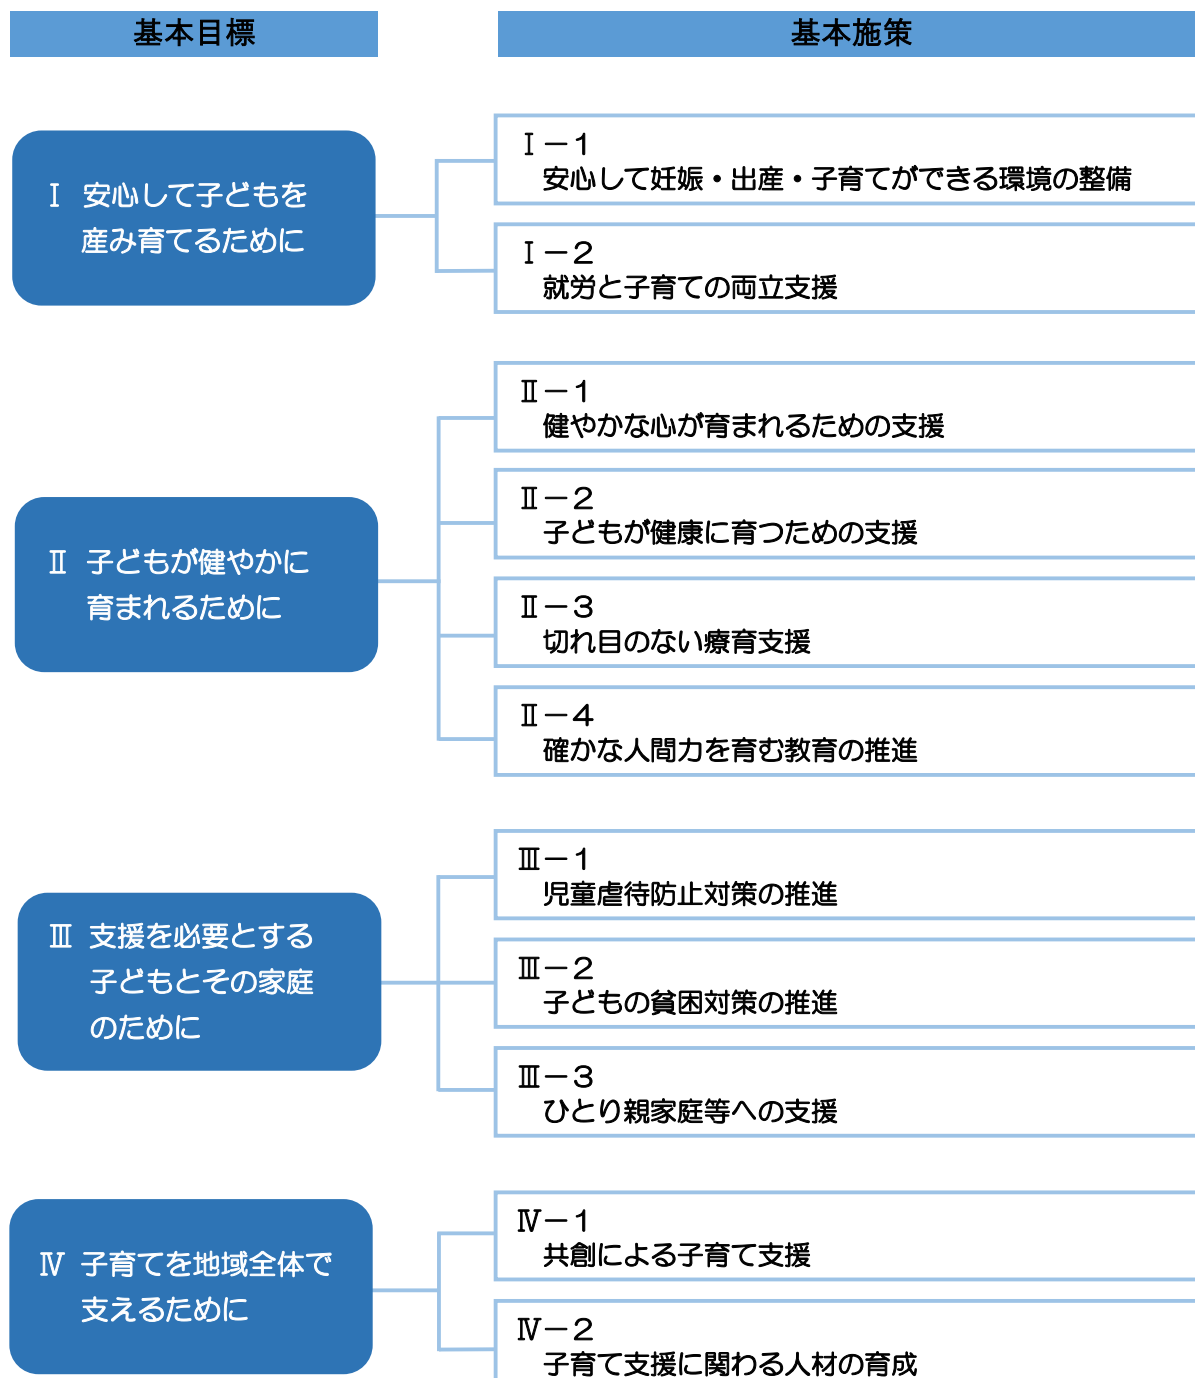 基本目標
基本施策
Ⅰ 安心して子どもを
産み育てるために
Ⅰ－１
安心して妊娠・出産・子育てができる環境の整備
Ⅰ－２
就労と子育ての両立支援
Ⅱ 子どもが健やかに
育まれるために
Ⅱ－１
健やかな心が育まれるための支援
Ⅱ－２
子どもが健康に育つための支援
Ⅱ－３
切れ目のない療育支援
Ⅱ－４
確かな人間力を育む教育の推進
Ⅲ 支援を必要とする
子どもとその家庭
のために
Ⅲ－１
児童虐待防止対策の推進
Ⅲ－２
子どもの貧困対策の推進
Ⅲ－３
ひとり親家庭等への支援
Ⅳ 子育てを地域全体で
支えるために
Ⅳ－１
共創による子育て支援
Ⅳ－２
子育て支援に関わる人材の育成